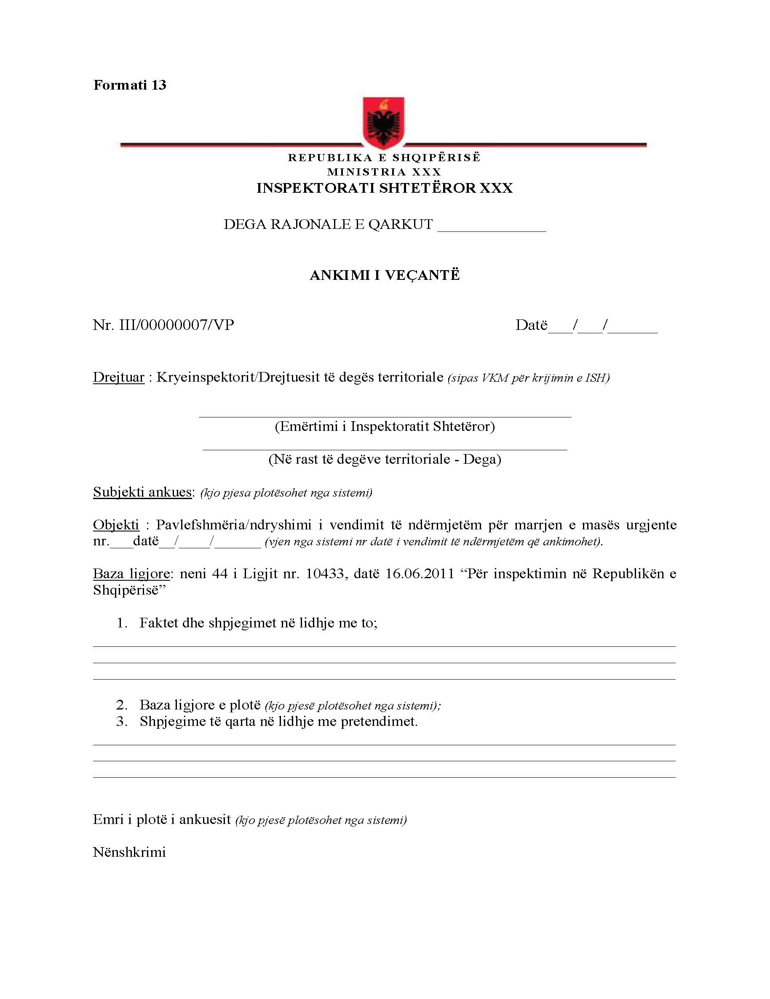 Formati 13
REPUBLIKA E SHQIPËRISË
MINISTRIA XXX
INSPEKTORATI SHTETËROR XXX
DEGA RAJONALE E QARKUT _______________
ANKIMI I VEÇANTË
Nr. III/00000007/VP Datë___/___/______
Drejtuar : Kryeinspektorit/Drejtuesit të degës territoriale (sipas VKM për krijimin e ISH)
(Emërtimi i Inspektoratit Shtetëror)
(Në rast të degëve territoriale - Dega)
Subjekti ankues: (kjo pjesa plotësohet nga sistemi)
Objekti : Pavlefshmëria/ndryshimi i vendimit të ndërmjetëm për marrjen e masës urgjente
nr.___datë__/____/______ (vjen nga sistemi nr datë i vendimit të ndërmjetëm që ankimohet).
Baza ligjore: neni 44 i Ligjit nr. 10433, datë 16.06.2011 “Për inspektimin në Republikën e
Shqipërisë”
1. Faktet dhe shpjegimet në lidhje me to;
2. Baza ligjore e plotë (kjo pjesë plotësohet nga sistemi);
3. Shpjegime të qarta në lidhje me pretendimet.
Emri i plotë i ankuesit (kjo pjesë plotësohet nga sistemi)
Nënshkrimi